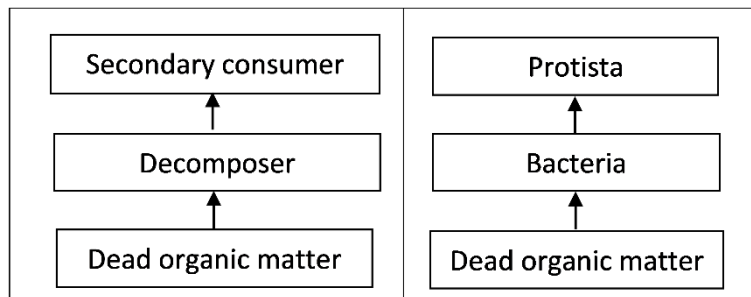 Secondary consumer
Decomposer
Dead organic matter
Protista
Bacteria
Dead organic matter